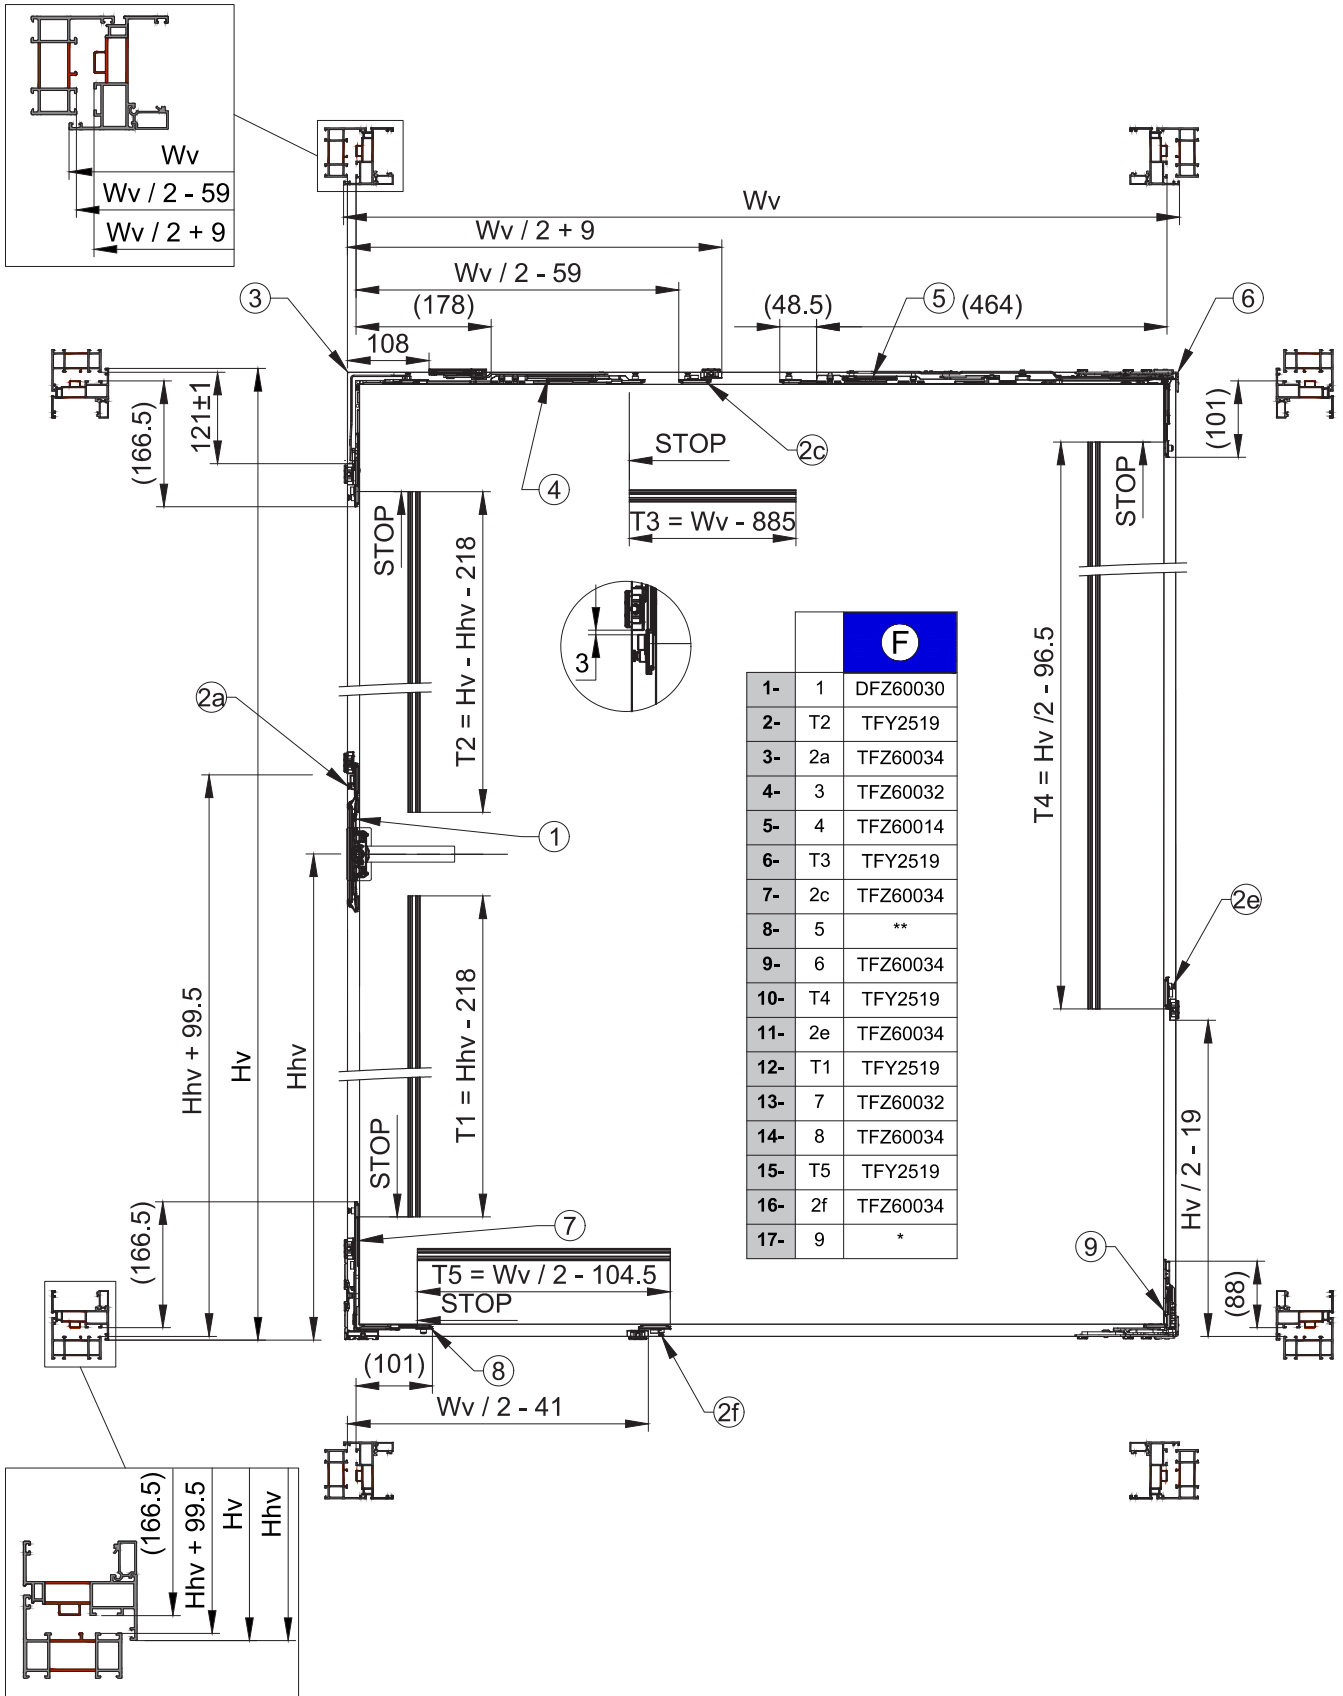 Wv
Wv / 2 - 59
Wv / 2 + 9
Wv
Wv / 2 + 9
Wv / 2 - 59
3
(178)
(48.5)
5
(464)
6
108
(166.5)
121±1
(101)
STOP
2c
4
STOP
T3 = Wv - 885
STOP
T2 = Hv - Hhv - 218
3
T4 = Hv /2 - 96.5
2a
1
F
1- 1 DFZ60030
2- T2 TFY2519
3- 2a TFZ60034
4- 3 TFZ60032
5- 4 TFZ60014
6- T3 TFY2519
7- 2c TFZ60034
8- 5 **
9- 6 TFZ60034
10- T4 TFY2519
11- 2e TFZ60034
12- T1 TFY2519
13- 7 TFZ60032
14- 8 TFZ60034
15- T5 TFY2519
16- 2f TFZ60034
17- 9 *
2e
Hhv + 99.5
Hv
Hhv
T1 = Hhv - 218
STOP
Hv / 2 - 19
(166.5)
7
9
(88)
T5 = Wv / 2 - 104.5
STOP
(101)
8
Wv / 2 - 41
2f
(166.5)
Hhv + 99.5
Hv
Hhv